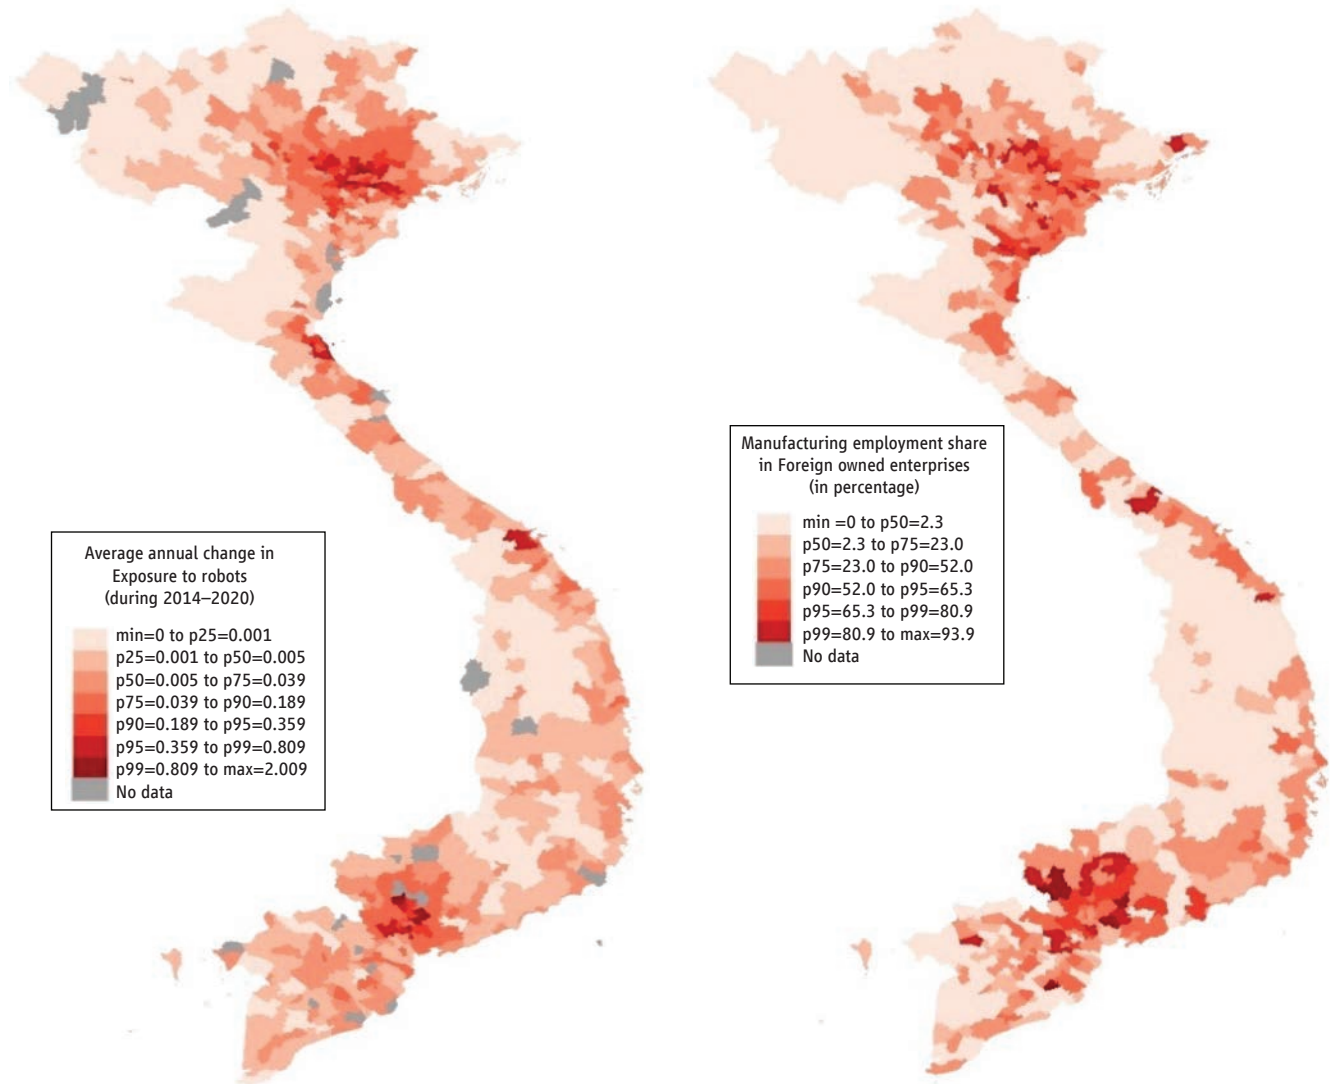 Average annual change in
Exposure to robots
(during 2014–2020)
min=0 to p25=0.001
p25=0.001 to p50=0.005
p50=0.005 to p75=0.039
p75=0.039 to p90=0.189
p90=0.189 to p95=0.359
p95=0.359 to p99=0.809
p99=0.809 to max=2.009
No data
Manufacturing employment share
in Foreign owned enterprises
(in percentage)
min =0 to p50=2.3
p50=2.3 to p75=23.0
p75=23.0 to p90=52.0
p90=52.0 to p95=65.3
p95=65.3 to p99=80.9
p99=80.9 to max=93.9
No data